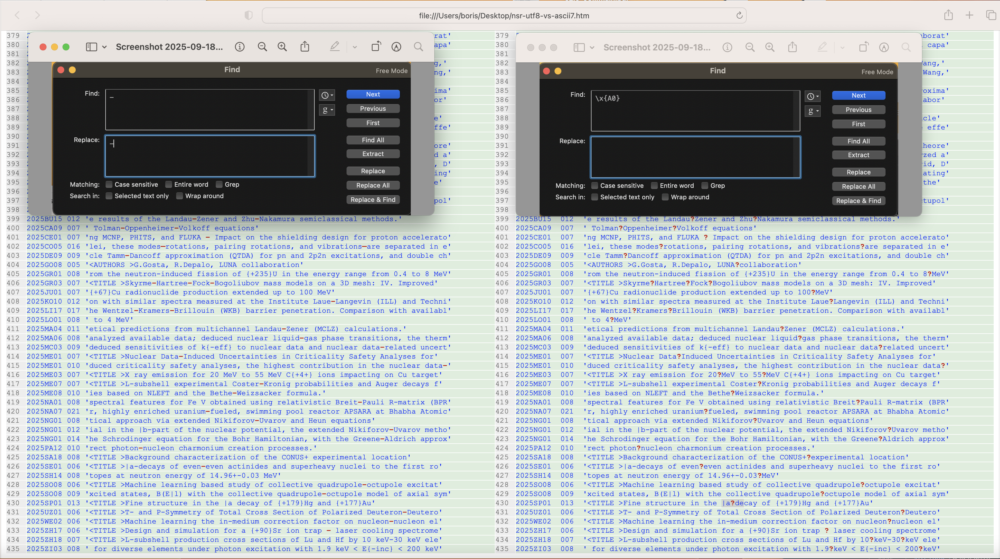 file:///Users/boris/Desktop/nsr-utf8-vs-ascii7.htm
379 rat' 379 aborat'
380 apa' 380 capa'
381 381
382 g,' 382 ang,'
383 ng,' 383 Wang,'
384 384
385 ima' 385 oxima'
386 or' 386 abor'
387 387
388 e' 388 cle'
389 ffe' 389 effe'
390 390
391 ore' 391 heore'
392 d a' 392 zed a'
393 , D' 393 id, D'
394 ing' 394 ating'
395 e' 395 the'
396 396
397 pol' 397 tupol'
398 398
Screenshot 2025-09-18...
Find
Free Mode
Find: –
Next
g
Previous
First
Replace: -
Find All
Extract
Replace
Matching: Case sensitive Entire word Grep
Replace All
Search in: Selected text only Wrap around
Replace & Find
Screenshot 2025-09-18...
Find
Free Mode
Find: \x{A0}
Next
g
Previous
First
Replace:
Find All
Extract
Replace
Matching: Case sensitive Entire word Grep
Replace All
Search in: Selected text only Wrap around
Replace & Find
399 2025BU15 012 'e results of the Landau–Zener and Zhu–Nakamura semiclassical methods.' 399 2025BU15 012 'e results of the Landau?Zener and Zhu?Nakamura semiclassical methods.'
400 2025CA09 007 ' Tolman–Oppenheimer–Volkoff equations' 400 2025CA09 007 ' Tolman?Oppenheimer?Volkoff equations'
401 2025CE01 007 'ng MCNP, PHITS, and FLUKA – Impact on the shielding design for proton accelerato' 401 2025CE01 007 'ng MCNP, PHITS, and FLUKA ? Impact on the shielding design for proton accelerato'
402 2025CO05 016 'lei, these modes—rotations, pairing rotations, and vibrations—are separated in e' 402 2025CO05 016 'lei, these modes?rotations, pairing rotations, and vibrations?are separated in e'
403 2025DE09 009 'cle Tamm–Dancoff approximation (QTDA) for pn and 2p2n excitations, and double ch' 403 2025DE09 009 'cle Tamm?Dancoff approximation (QTDA) for pn and 2p2n excitations, and double ch'
404 2025GO08 005 '<AUTHORS >G.Gosta, R.Depalo, LUNA collaboration' 404 2025GO08 005 '<AUTHORS >G.Gosta, R.Depalo, LUNA?collaboration'
405 2025GR01 008 'rom the neutron-induced fission of {+235}U in the energy range from 0.4 to 8 MeV' 405 2025GR01 008 'rom the neutron-induced fission of {+235}U in the energy range from 0.4 to 8?MeV'
406 2025GR03 007 '<TITLE >Skyrme–Hartree–Fock–Bogoliubov mass models on a 3D mesh: IV. Improved' 406 2025GR03 007 '<TITLE >Skyrme?Hartree?Fock?Bogoliubov mass models on a 3D mesh: IV. Improved'
407 2025JU01 007 '{+67}Cu radionuclide production extended up to 100 MeV' 407 2025JU01 007 '{+67}Cu radionuclide production extended up to 100?MeV'
408 2025KO10 012 'on with similar spectra measured at the Institute Laue–Langevin (ILL) and Techni' 408 2025KO10 012 'on with similar spectra measured at the Institute Laue?Langevin (ILL) and Techni'
409 2025LI17 017 'he Wentzel–Kramers–Brillouin (WKB) barrier penetration. Comparison with availabl' 409 2025LI17 017 'he Wentzel?Kramers?Brillouin (WKB) barrier penetration. Comparison with availabl'
410 2025LO01 008 ' to 4 MeV' 410 2025LO01 008 ' to 4?MeV'
411 2025MA04 011 'etical predictions from multichannel Landau–Zener (MCLZ) calculations.' 411 2025MA04 011 'etical predictions from multichannel Landau?Zener (MCLZ) calculations.'
412 2025MA06 008 'analyzed available data; deduced nuclear liquid–gas phase transitions, the therm' 412 2025MA06 008 'analyzed available data; deduced nuclear liquid?gas phase transitions, the therm'
413 2025MC03 009 'deduced sensitivities of k{-eff} to nuclear data and nuclear data–related uncert' 413 2025MC03 009 'deduced sensitivities of k{-eff} to nuclear data and nuclear data?related uncert'
414 2025ME01 007 '<TITLE >Nuclear Data–Induced Uncertainties in Criticality Safety Analyses for' 414 2025ME01 007 '<TITLE >Nuclear Data?Induced Uncertainties in Criticality Safety Analyses for'
415 2025ME01 010 'duced criticality safety analyses, the highest contribution in the nuclear data–' 415 2025ME01 010 'duced criticality safety analyses, the highest contribution in the nuclear data?'
416 2025ME03 007 '<TITLE >X ray emission for 20 MeV to 55 MeV C{+4+} ions impacting on Cu target' 416 2025ME03 007 '<TITLE >X ray emission for 20?MeV to 55?MeV C{+4+} ions impacting on Cu target'
417 2025ME07 007 '<TITLE >L-subshell experimental Coster–Kronig probabilities and Auger decays f' 417 2025ME07 007 '<TITLE >L-subshell experimental Coster?Kronig probabilities and Auger decays f'
418 2025ME08 010 'ies based on NLEFT and the Bethe–Weizsacker formula.' 418 2025ME08 010 'ies based on NLEFT and the Bethe?Weizsacker formula.'
419 2025NA01 008 'spectral features for Fe V obtained using relativistic Breit–Pauli R-matrix (BPR' 419 2025NA01 008 'spectral features for Fe V obtained using relativistic Breit?Pauli R-matrix (BPR'
420 2025NA07 021 'r, highly enriched uranium–fueled, swimming pool reactor APSARA at Bhabha Atomic' 420 2025NA07 021 'r, highly enriched uranium?fueled, swimming pool reactor APSARA at Bhabha Atomic'
421 2025NG01 008 'tical approach via extended Nikiforov–Uvarov and Heun equations' 421 2025NG01 008 'tical approach via extended Nikiforov?Uvarov and Heun equations'
422 2025NG01 012 'ial in the |b-part of the nuclear potential, the extended Nikiforov–Uvarov metho' 422 2025NG01 012 'ial in the |b-part of the nuclear potential, the extended Nikiforov?Uvarov metho'
423 2025NG01 014 'he Schrodinger equation for the Bohr Hamiltonian, with the Greene–Aldrich approx' 423 2025NG01 014 'he Schrodinger equation for the Bohr Hamiltonian, with the Greene?Aldrich approx'
424 2025PA12 010 'rect photon–nucleon charmonium creation processes.' 424 2025PA12 010 'rect photon?nucleon charmonium creation processes.'
425 2025SA18 008 '<TITLE >Background characterization of the CONUS+ experimental location' 425 2025SA18 008 '<TITLE >Background characterization of the CONUS+?experimental location'
426 2025SE01 006 '<TITLE >|a-decays of even–even actinides and superheavy nuclei to the first ro' 426 2025SE01 006 '<TITLE >|a-decays of even?even actinides and superheavy nuclei to the first ro'
427 2025SH14 008 'topes at neutron energy of 14.96+-0.03 MeV' 427 2025SH14 008 'topes at neutron energy of 14.96+-0.03?MeV'
428 2025SO08 006 '<TITLE >Machine learning based study of collective quadrupole–octupole excitat' 428 2025SO08 006 '<TITLE >Machine learning based study of collective quadrupole?octupole excitat'
429 2025SO08 009 'xcited states, B(E|l) with the collective quadrupole–octupole model of axial sym' 429 2025SO08 009 'xcited states, B(E|l) with the collective quadrupole?octupole model of axial sym'
430 2025SP01 013 '<TITLE >Fine structure in the |a decay of {+179}Hg and {+177}Au' 430 2025SP01 013 '<TITLE >Fine structure in the |a?decay of {+179}Hg and {+177}Au'
431 2025UZ01 006 '<TITLE >T- and P-Symmetry of Total Cross Section of Polarized Deuteron–Deutero' 431 2025UZ01 006 '<TITLE >T- and P-Symmetry of Total Cross Section of Polarized Deuteron?Deutero'
432 2025WE02 006 '<TITLE >Machine learning the in-medium correction factor on nucleon–nucleon el' 432 2025WE02 006 '<TITLE >Machine learning the in-medium correction factor on nucleon?nucleon el'
433 2025ZH17 006 '<TITLE >Design and simulation for a {+90}Sr ion trap – laser cooling spectrome' 433 2025ZH17 006 '<TITLE >Design and simulation for a {+90}Sr ion trap ? laser cooling spectrome'
434 2025ZH18 007 '<TITLE >L-subshell production cross sections of Lu and Hf by 10 keV-30 keV ele' 434 2025ZH18 007 '<TITLE >L-subshell production cross sections of Lu and Hf by 10?keV-30?keV ele'
435 2025ZI03 008 ' for diverse elements under photon excitation with 1.9 keV < E{-inc} < 200 keV' 435 2025ZI03 008 ' for diverse elements under photon excitation with 1.9?keV < E{-inc} < 200?keV'